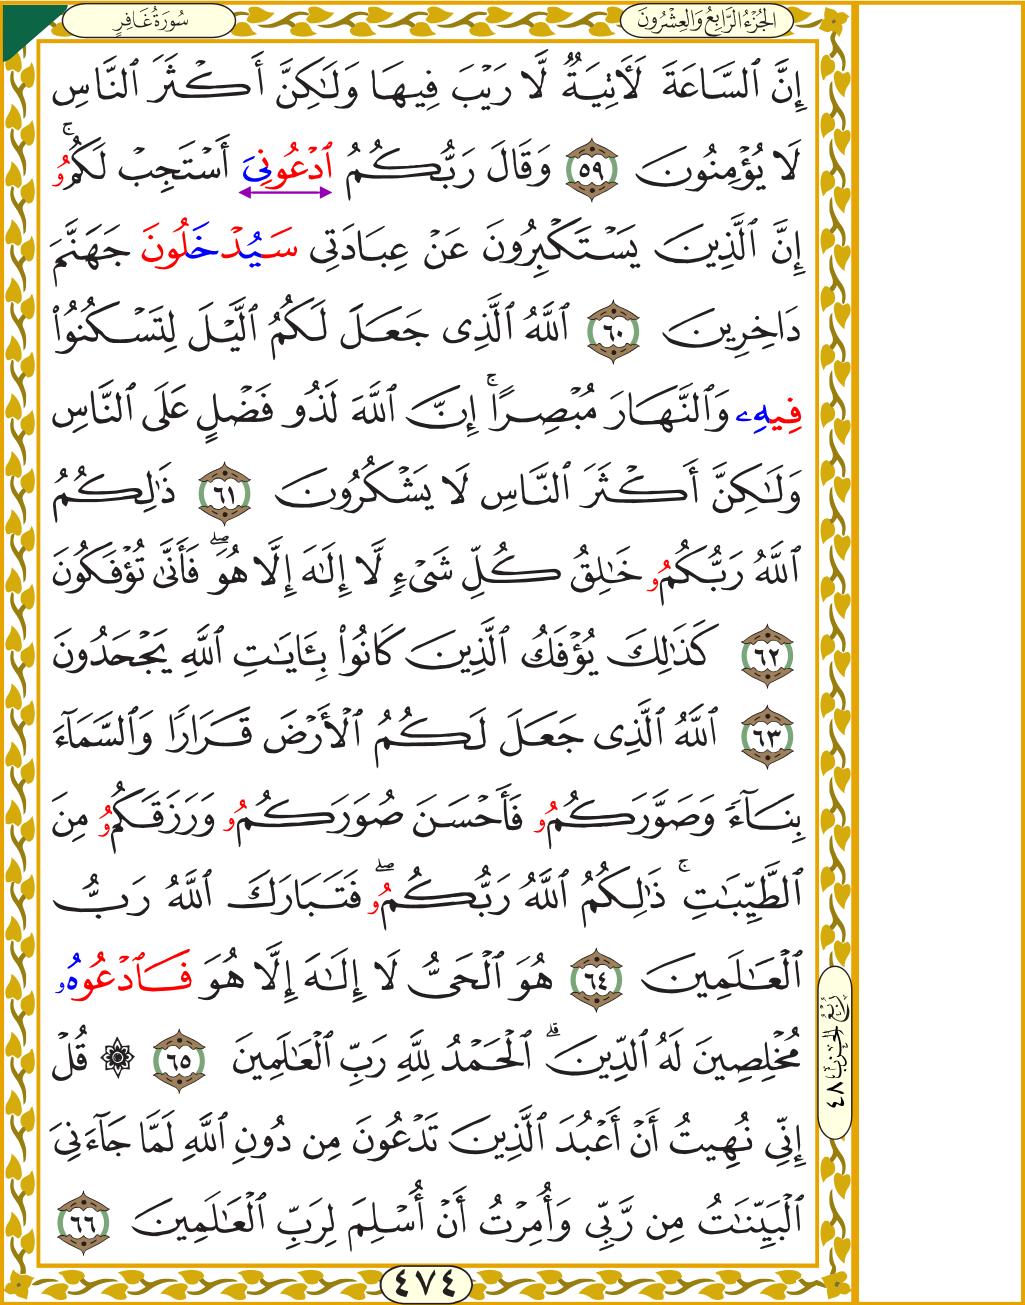 سُورَةُ غَافِرٍ
الجُزْءُ الرَّابِعُ وَالعِشْرُونَ
إِنَّ ٱلسَّاعَةَ لَأٓتِيَةٌ لَّا رَيۡبَ فِيهَا وَلَٰكِنَّ أَكۡثَرَ ٱلنَّاسِ
لَا يُؤۡمِنُونَ ٥٩ وَقَالَ رَبُّكُمُ ٱدۡعُونِىَ أَسۡتَجِبۡ لَكُمُۥۚ
إِنَّ ٱلَّذِينَ يَسۡتَكۡبِرُونَ عَنۡ عِبَادَتِى سَيُدۡخَلُونَ جَهَنَّمَ
دَاخِرِينَ ٦٠ ٱللَّهُ ٱلَّذِى جَعَلَ لَكُمُ ٱلَّيۡلَ لِتَسۡكُنُواْ
فِيهِۦ وَٱلنَّهَارَ مُبۡصِرًاۚ إِنَّ ٱللَّهَ لَذُو فَضۡلٍ عَلَى ٱلنَّاسِ
وَلَٰكِنَّ أَكۡثَرَ ٱلنَّاسِ لَا يَشۡكُرُونَ ٦١ ذَٰلِكُمُ
ٱللَّهُ رَبُّكُمُۥ خَٰلِقُ كُلِّ شَىۡءٍ لَّا إِلَٰهَ إِلَّا هُوَۖ فَأَنَّىٰ تُؤۡفَكُونَ
٦٢ كَذَٰلِكَ يُؤۡفَكُ ٱلَّذِينَ كَانُواْ بِـَٔايَٰتِ ٱللَّهِ يَجۡحَدُونَ
٦٣ ٱللَّهُ ٱلَّذِى جَعَلَ لَكُمُ ٱلۡأَرۡضَ قَرَارًا وَٱلسَّمَآءَ
بِنَآءً وَصَوَّرَكُمُۥ فَأَحۡسَنَ صُوَرَكُمُۥ وَرَزَقَكُمُۥ مِنَ
ٱلطَّيِّبَٰتِۚ ذَٰلِكُمُ ٱللَّهُ رَبُّكُمُۥۖ فَتَبَارَكَ ٱللَّهُ رَبُّ
ٱلۡعَٰلَمِينَ ٦٤ هُوَ ٱلۡحَىُّ لَا إِلَٰهَ إِلَّا هُوَ فَٱدۡعُوهُۥ
مُخۡلِصِينَ لَهُ ٱلدِّينَۗ ٱلۡحَمۡدُ لِلَّهِ رَبِّ ٱلۡعَٰلَمِينَ ٦٥ ۞ قُلۡ
إِنِّى نُهِيتُ أَنۡ أَعۡبُدَ ٱلَّذِينَ تَدۡعُونَ مِن دُونِ ٱللَّهِ لَمَّا جَآءَنِىَ
ٱلۡبَيِّنَٰتُ مِن رَّبِّى وَأُمِرۡتُ أَنۡ أُسۡلِمَ لِرَبِّ ٱلۡعَٰلَمِينَ ٦٦
رُبْعُ الحِزْب ٤٨
٤٧٤